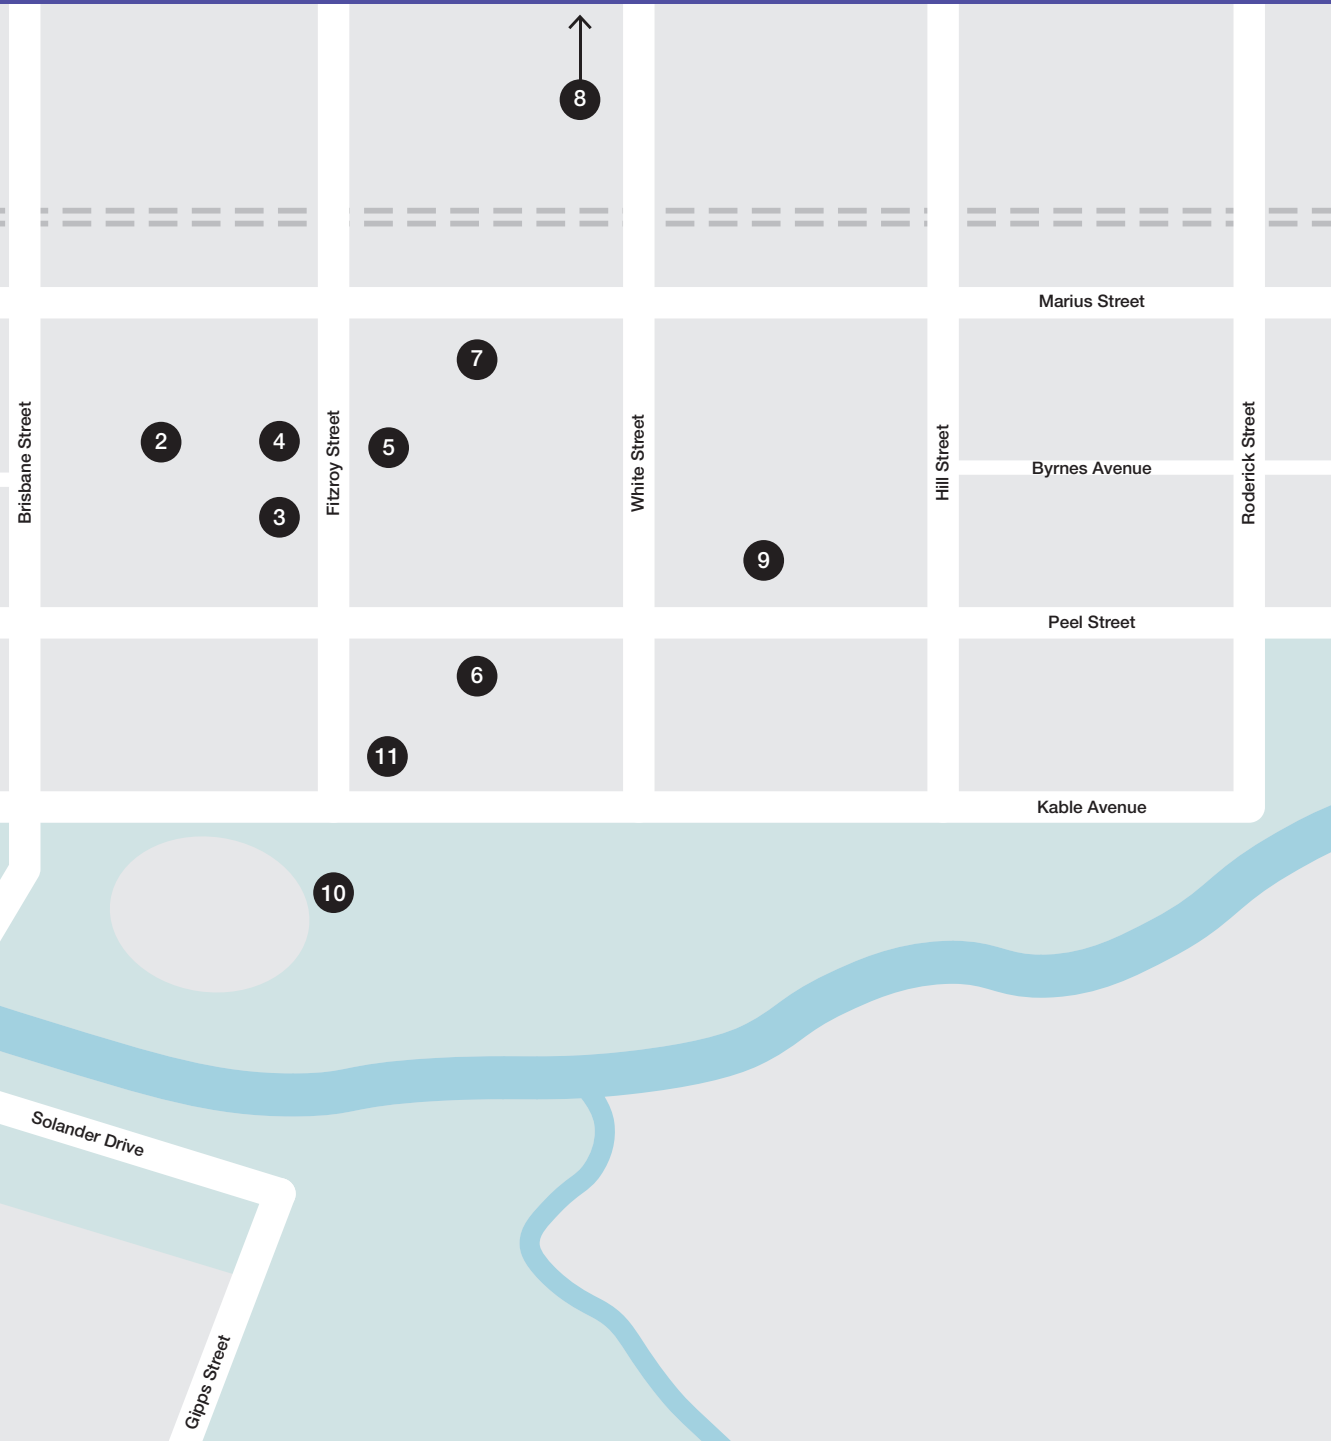 8
Marius Street
7
Brisbane Street
2
4
Fitzroy Street
5
White Street
Hill Street
Byrnes Avenue
Roderick Street
3
9
Peel Street
6
11
Kable Avenue
10
Solander Drive
Gipps Street